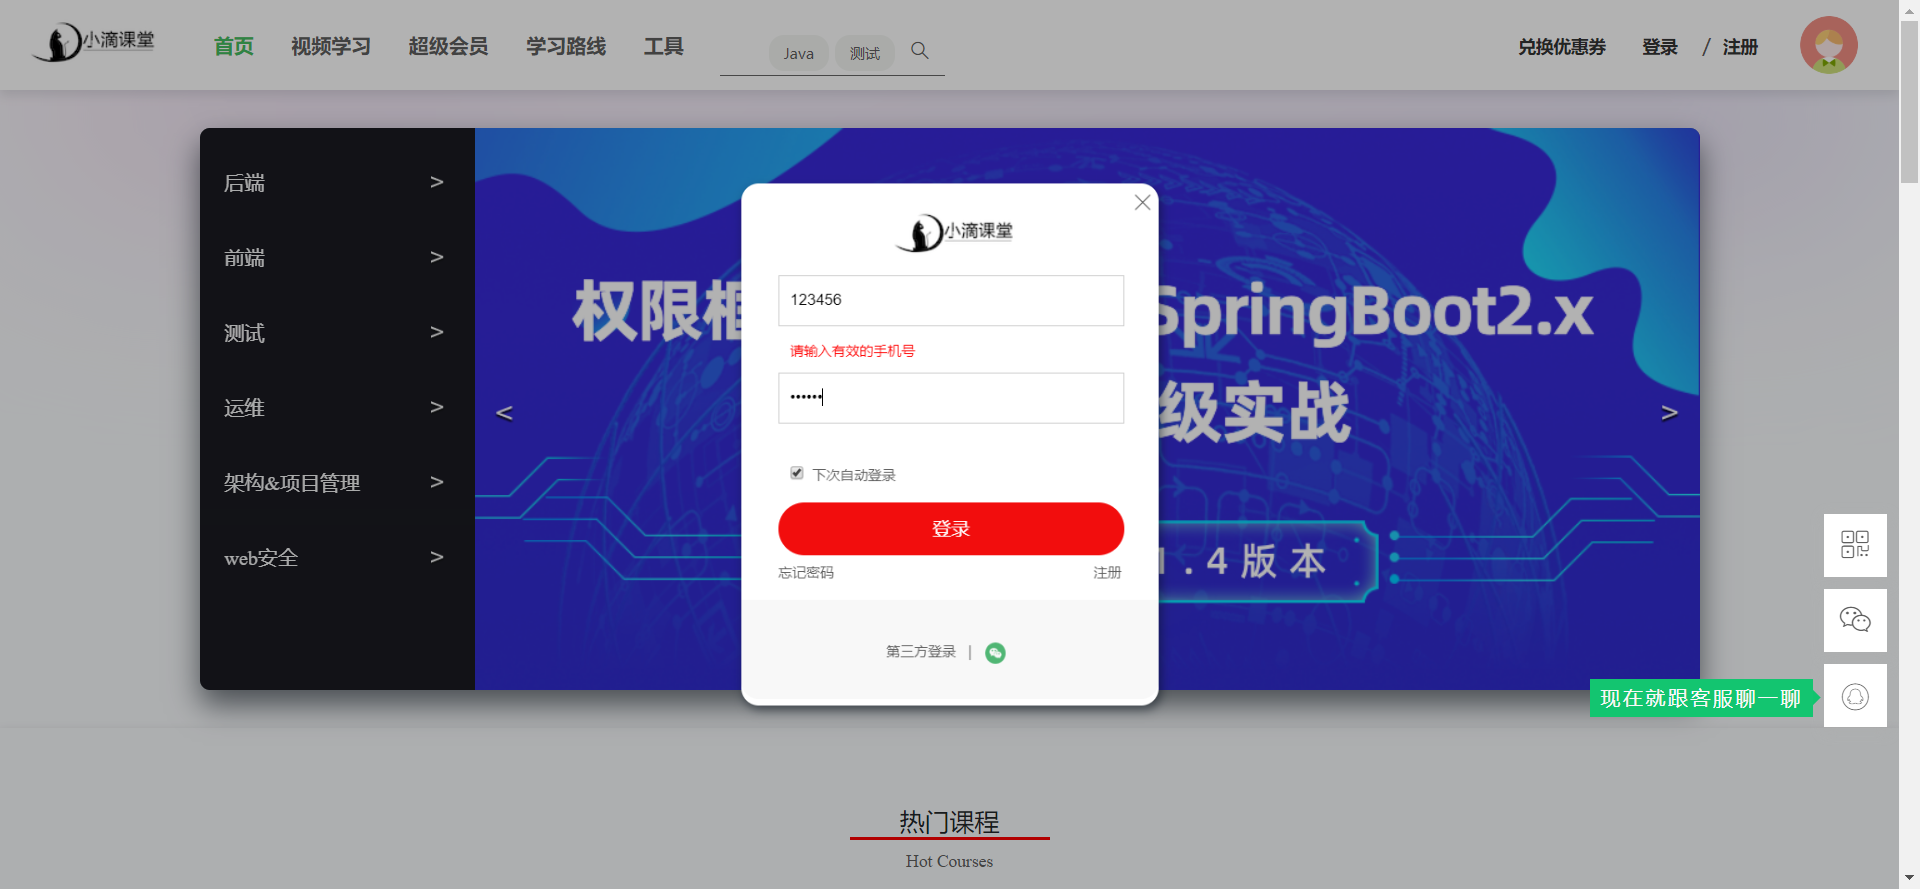 小滴课堂
首页 视频学习 超级会员 学习路线 工具
Java 测试
兑换优惠券 登录 / 注册
后端 >
前端 >
测试 >
运维 >
架构&项目管理 >
web安全 >
权限 SpringBoot2.x
级实战
.4版本
< >
小滴课堂
123456
请输入有效的手机号
••••••
下次自动登录
登录
忘记密码 注册
第三方登录 |
现在就跟客服聊一聊
热门课程
Hot Courses